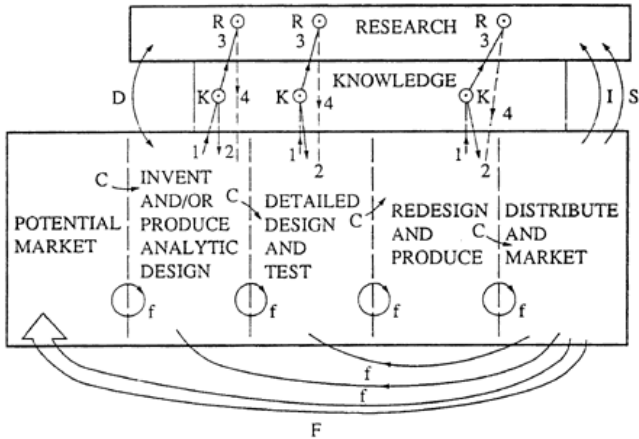 R
3
R
3
R
3
RESEARCH
KNOWLEDGE
D
K
4
K
4
K
4
I
S
1
2
1
2
1
2
C
INVENT
AND/OR
PRODUCE
ANALYTIC
DESIGN
C
DETAILED
DESIGN
AND
TEST
C
REDESIGN
AND
PRODUCE
C
DISTRIBUTE
AND
MARKET
POTENTIAL
MARKET
f
f
f
f
f
f
F